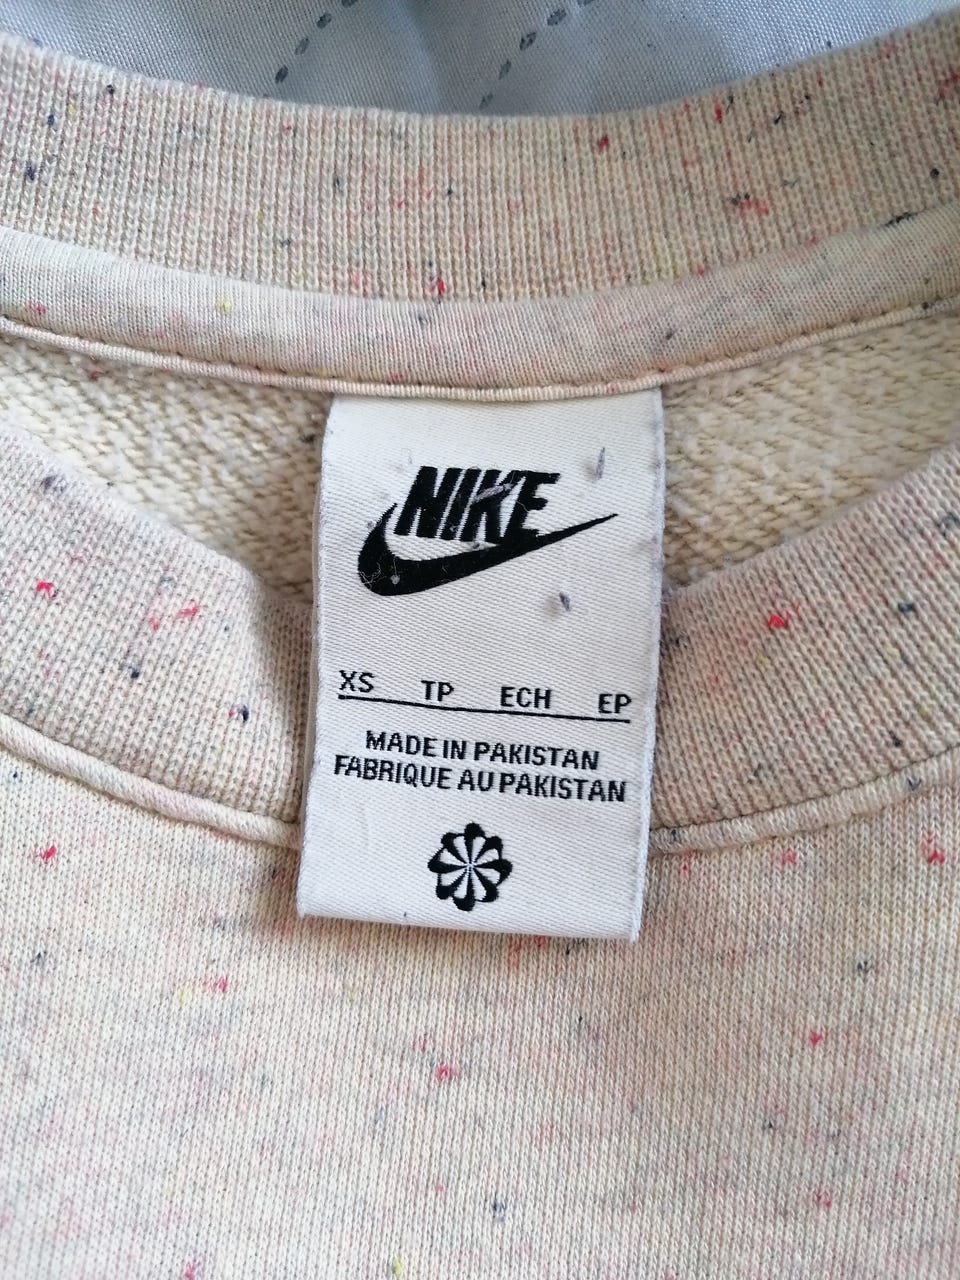 NIKE
XS TP ECH EP
MADE IN PAKISTAN
FABRIQUE AU PAKISTAN